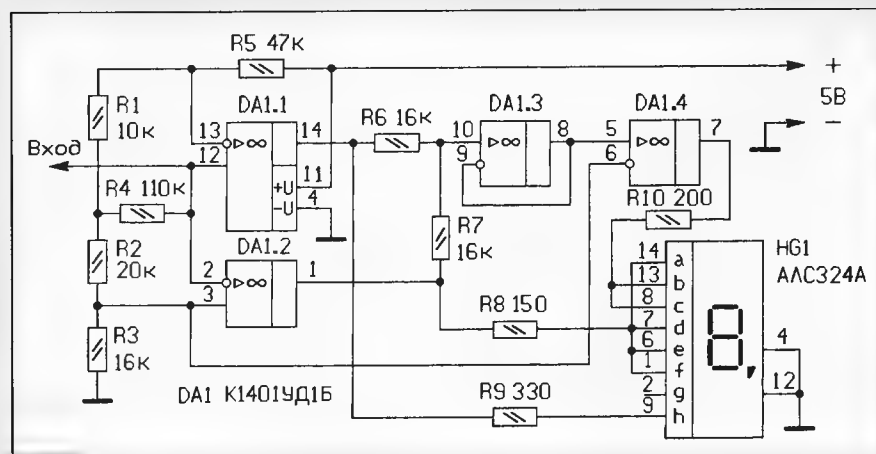 R5 47к
+
5В
−
R1
10к
DA1.1
13
12
14
11
+U
4
-U
▷∞
Вход
R4 110к
R6 16к
DA1.3
10
9
8
▷∞
DA1.4
5
6
7
▷∞
R10 200
R2
20к
DA1.2
2
3
1
▷∞
R7
16к
R3
16к
R8 150
R9 330
DA1 К1401УД1Б
HG1
АЛС324А
14 a
13 b
8 c
7 d
6 e
1 f
2 g
9 h
4
12